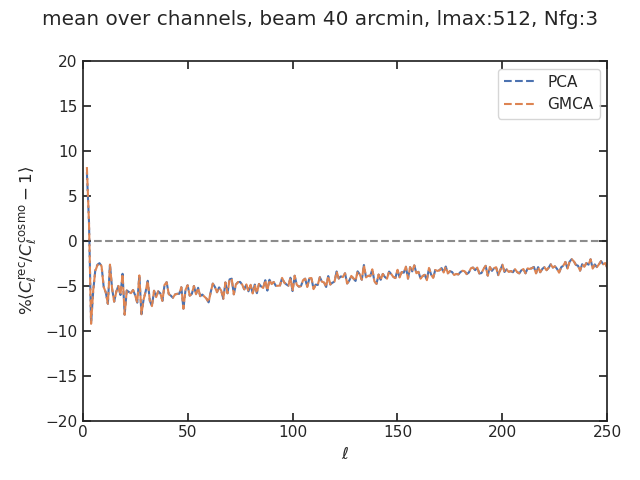 mean over channels, beam 40 arcmin, lmax:512, Nfg:3
20
15
10
5
0
−5
−10
−15
−20
%⟨C_ℓ^rec/C_ℓ^cosmo − 1⟩
PCA
GMCA
0 50 100 150 200 250
ℓ